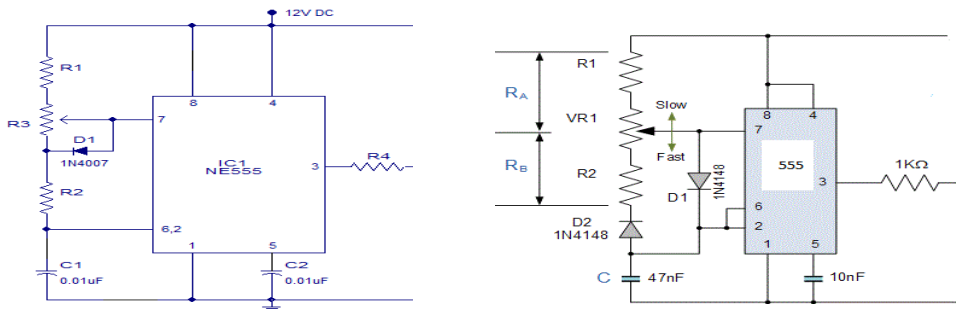 12V DC
R1
R3
D1
1N4007
R2
8
4
7
IC1
NE555
3
R4
6,2
1
5
C1
0.01uF
C2
0.01uF
R1
RA
Slow
VR1
Fast
RB
R2
D1
1N4148
D2
1N4148
8
4
7
555
3
1KΩ
6
2
1
5
C
47nF
10nF